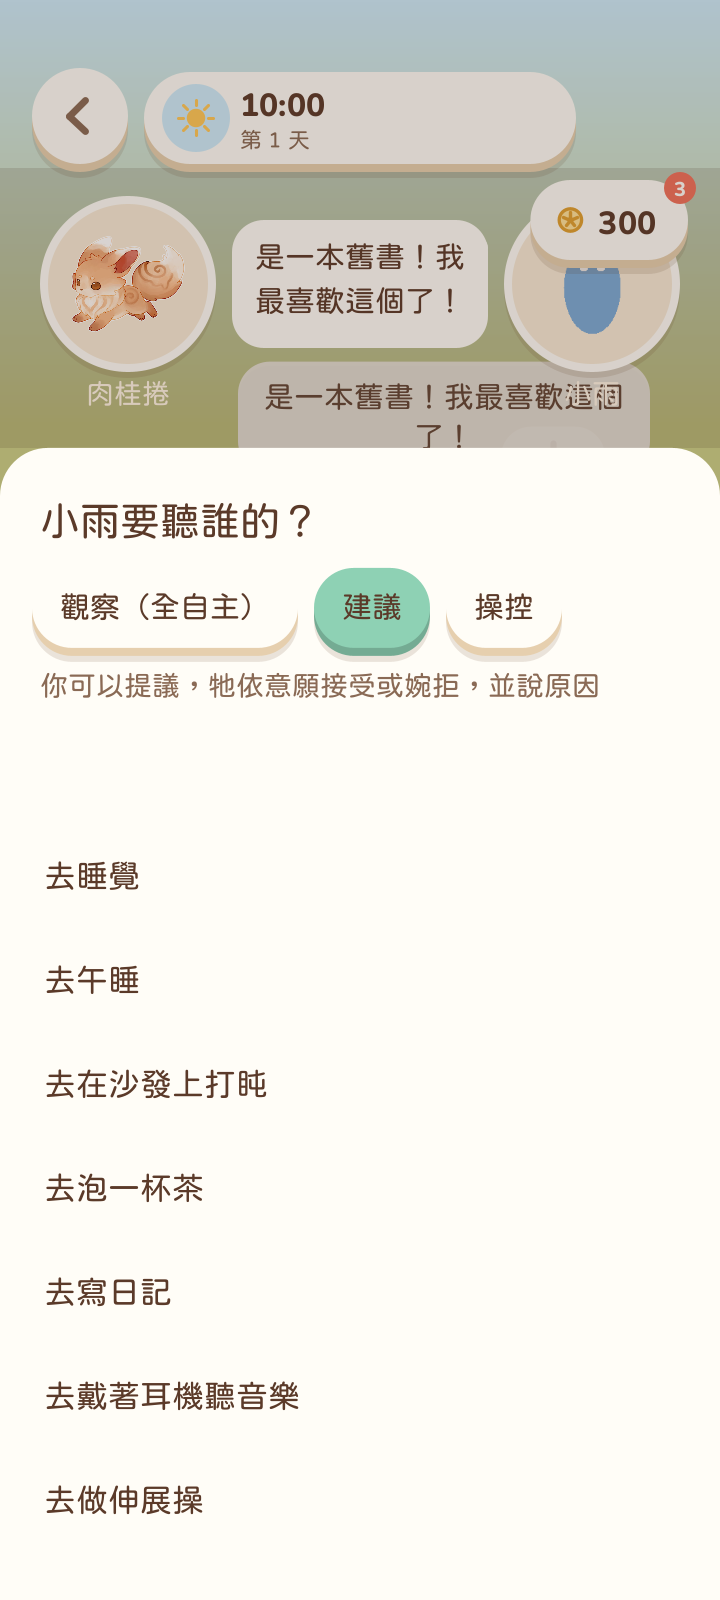 10:00
第 1 天
3
300
是一本舊書！我
最喜歡這個了！
肉桂捲
小雨
是一本舊書！我最喜歡這個
了！
小雨要聽誰的？
觀察（全自主）
建議
操控
你可以提議，牠依意願接受或婉拒，並說原因
去睡覺
去午睡
去在沙發上打盹
去泡一杯茶
去寫日記
去戴著耳機聽音樂
去做伸展操